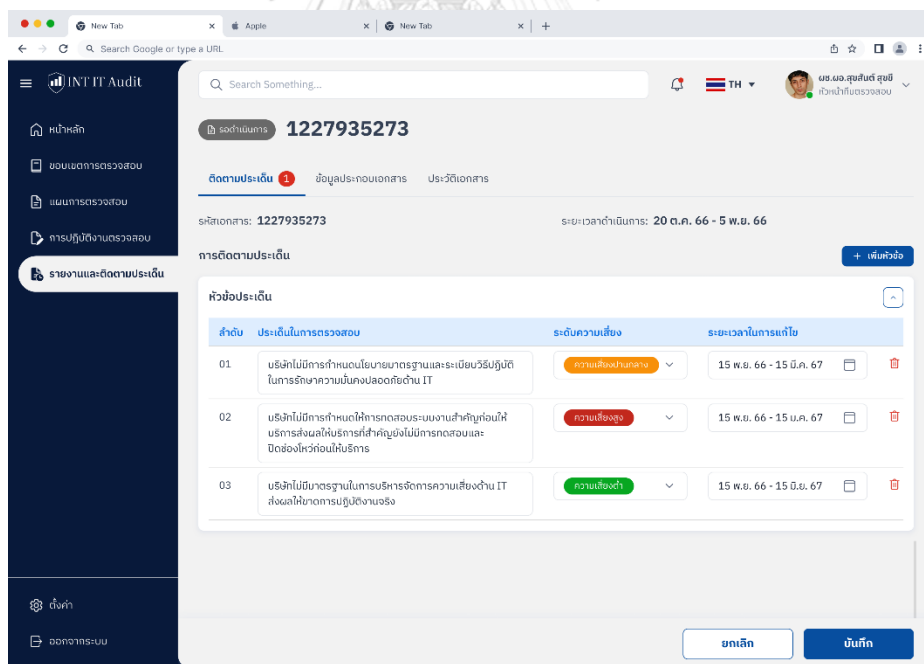 New Tab
Apple
New Tab
Search Google or type a URL
INT IT Audit
Search Something...
TH
ผช.ผอ.สุขสันต์ สุขขี
หัวหน้าทีมตรวจสอบ
หน้าหลัก
ขอบเขตการตรวจสอบ
แผนการตรวจสอบ
การปฏิบัติงานตรวจสอบ
รายงานและติดตามประเด็น
ตั้งค่า
ออกจากระบบ
รอดำเนินการ 1227935273
ติดตามประเด็น 1 ข้อมูลประกอบเอกสาร ประวัติเอกสาร
รหัสเอกสาร: 1227935273 ระยะเวลาดำเนินการ: 20 ต.ค. 66 - 5 พ.ย. 66
การติดตามประเด็น + เพิ่มหัวข้อ
หัวข้อประเด็น
ลำดับ ประเด็นในการตรวจสอบ ระดับความเสี่ยง ระยะเวลาในการแก้ไข
01 บริษัทไม่มีการกำหนดนโยบายมาตรฐานและระเบียบวิธีปฏิบัติ ความเสี่ยงปานกลาง 15 พ.ย. 66 - 15 มี.ค. 67
ในการรักษาความมั่นคงปลอดภัยด้าน IT
02 บริษัทไม่มีการกำหนดให้การทดสอบระบบงานสำคัญก่อนให้ ความเสี่ยงสูง 15 พ.ย. 66 - 15 ม.ค. 67
บริการส่งผลให้บริการที่สำคัญยังไม่มีการทดสอบและ
ปิดช่องโหว่ก่อนให้บริการ
03 บริษัทไม่มีมาตรฐานในการบริหารจัดการความเสี่ยงด้าน IT ความเสี่ยงต่ำ 15 พ.ย. 66 - 15 มิ.ย. 67
ส่งผลให้ขาดการปฏิบัติงานจริง
ยกเลิก บันทึก